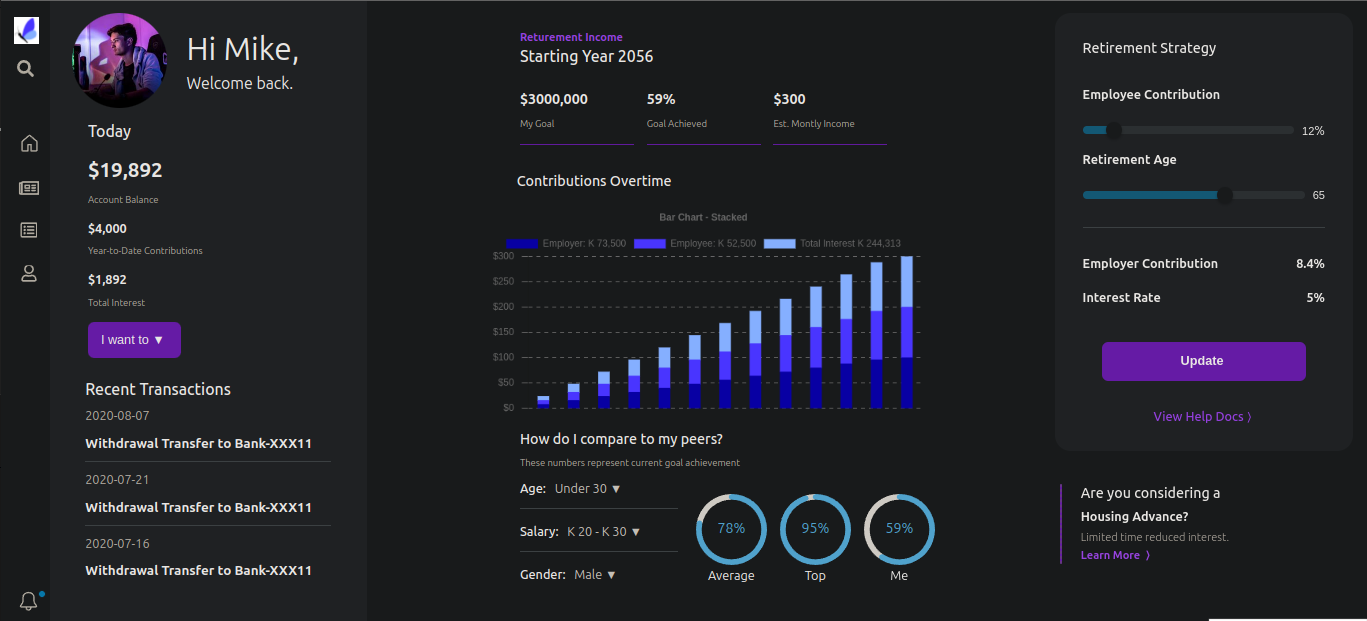 Hi Mike,
Welcome back.
Today
$19,892
Account Balance
$4,000
Year-to-Date Contributions
$1,892
Total Interest
I want to ▼
Recent Transactions
2020-08-07
Withdrawal Transfer to Bank-XXX11
2020-07-21
Withdrawal Transfer to Bank-XXX11
2020-07-16
Withdrawal Transfer to Bank-XXX11
Returement Income
Starting Year 2056
$3000,000 59% $300
My Goal Goal Achieved Est. Montly Income
Contributions Overtime
Bar Chart - Stacked
Employer: K 73,500 Employee: K 52,500 Total Interest K 244,313
$300
$250
$200
$150
$100
$50
$0
How do I compare to my peers?
These numbers represent current goal achievement
Age: Under 30 ▼
Salary: K 20 - K 30 ▼
Gender: Male ▼
78% 95% 59%
Average Top Me
Retirement Strategy
Employee Contribution
12%
Retirement Age
65
Employer Contribution 8.4%
Interest Rate 5%
Update
View Help Docs ⟩
Are you considering a
Housing Advance?
Limited time reduced interest.
Learn More ⟩